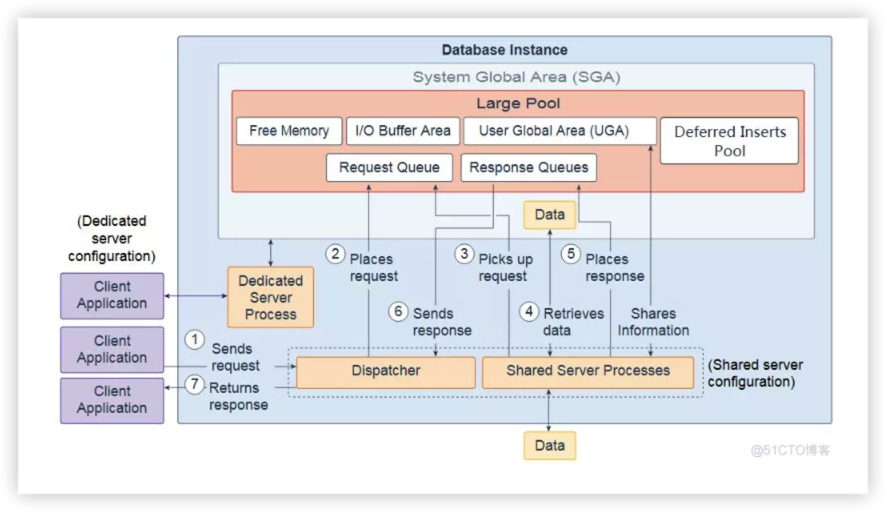 Database Instance
System Global Area (SGA)
Large Pool
Free Memory
I/O Buffer Area
User Global Area (UGA)
Deferred Inserts
Pool
Request Queue
Response Queues
Data
(Dedicated
server
configuration)
Client
Application
Dedicated
Server
Process
2
Places
request
3
Picks up
request
5
Places
response
6
Sends
response
4
Retrieves
data
Shares
Information
Client
Application
1
Sends
request
Dispatcher
Shared Server Processes
(Shared server
configuration)
Client
Application
7
Returns
response
Data
@51CTO博客